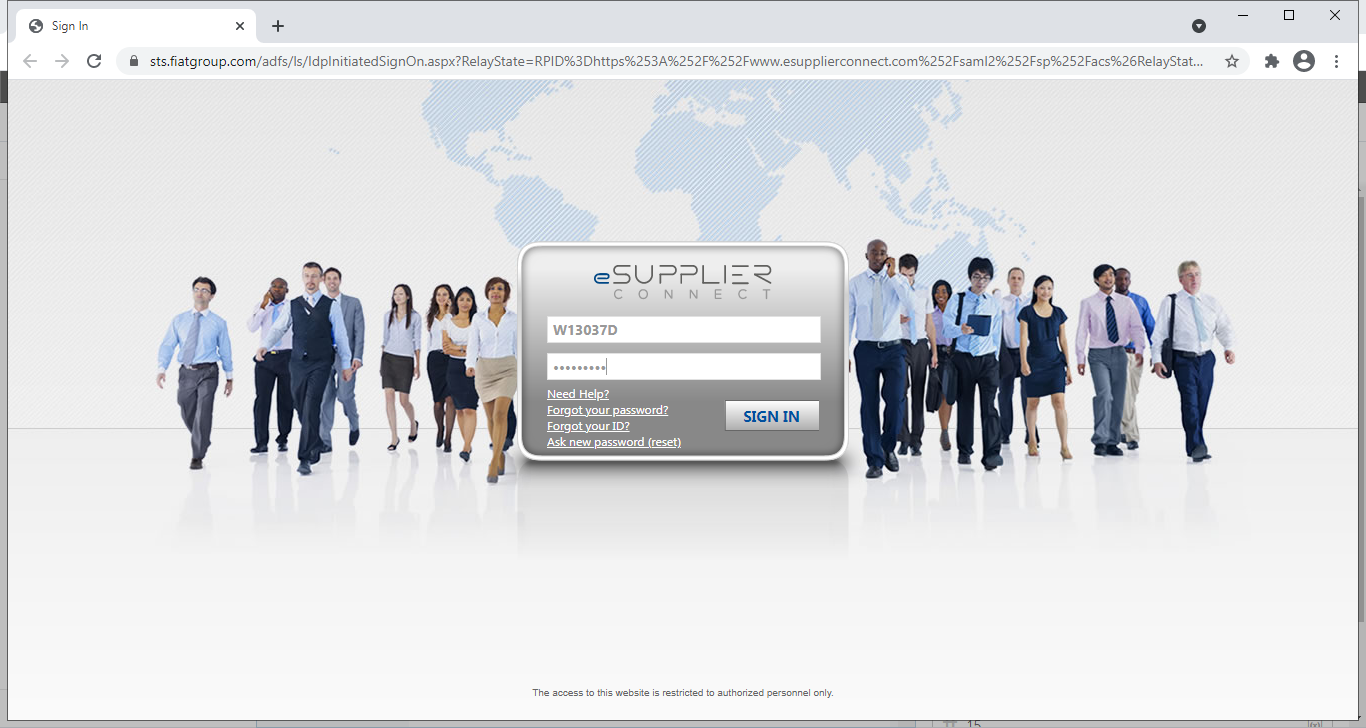 Sign In
sts.fiatgroup.com/adfs/ls/IdpInitiatedSignOn.aspx?RelayState=RPID%3Dhttps%253A%252F%252Fwww.esupplierconnect.com%252Fsaml2%252Fsp%252Facs%26RelayStat...
eSUPPLIER
CONNECT
W13037D
•••••••••
Need Help?
Forgot your password?
Forgot your ID?
Ask new password (reset)
SIGN IN
The access to this website is restricted to authorized personnel only.
15